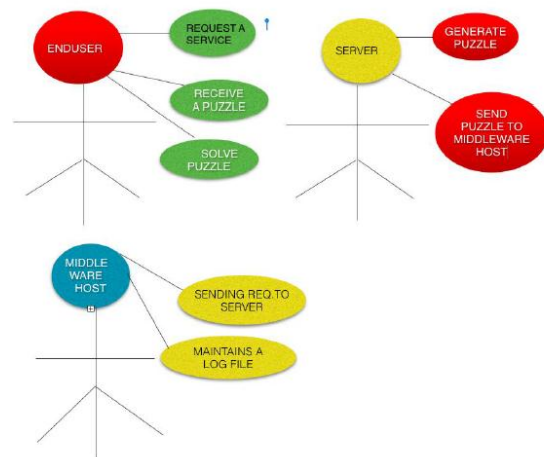 ENDUSER
REQUEST A
SERVICE
RECEIVE
A PUZZLE
SOLVE
PUZZLE
SERVER
GENERATE
PUZZLE
SEND
PUZZLE TO
MIDDLEWARE
HOST
MIDDLE
WARE
HOST
SENDING REQ.TO
SERVER
MAINTAINS A
LOG FILE